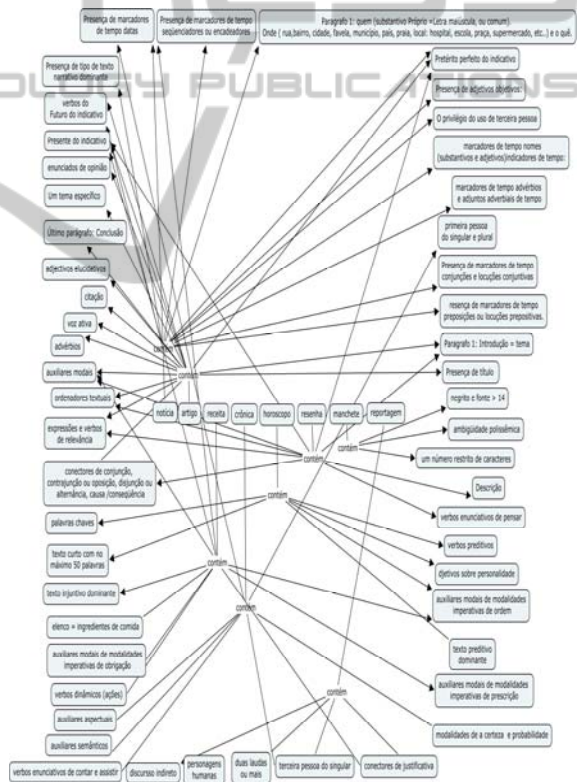 Presença de marcadores
de tempo datas
Presença de marcadores de tempo
seqüenciadores ou encadeadores
Paragrafo 1: quem (substantivo Próprio =Letra maiúscula, ou comum).
Onde ( rua,bairro, cidade, favela, município, país, praia, local: hospital, escola, praça, supermercado, etc..) e o quê.
Presença de tipo de texto
narrativo dominante
Pretérito perfeito do indicativo
Presença de adjetivos objetivos:
verbos do
Futuro do indicativo
O privilégio do uso de terceira pessoa
Presente do indicativo
marcadores de tempo nomes
(substantivos e adjetivos)indicadores de tempo:
enunciados de opinião
marcadores de tempo advérbios
e adjuntos adverbiais de tempo
Um tema específico
primeira pessoa
do singular e plural
Último parágrafo: Conclusão
adjectivos elucidativos
Presença de marcadores de tempo
conjunções e locuções conjuntivas
citação
resença de marcadores de tempo
preposições ou locuções prepositivas.
voz ativa
advérbios
contém
Paragrafo 1: Introdução = tema
auxiliares modais
contém
Presença de título
ordenadores textuais
negrito e fonte > 14
notícia
artigo
receita
crônica
horoscopo
resenha
manchete
reportagem
expressões e verbos
de relevância
ambigüidade polissêmica
contém
contém
um número restrito de caracteres
conectores de conjunção,
contrajunção ou oposição, disjunção ou
alternância, causa /conseqüência
Descrição
contém
palavras chaves
verbos enunciativos de pensar
verbos preditivos
texto curto com no
máximo 50 palavras
contém
djetivos sobre personalidade
texto injuntivo dominante
auxiliares modais de modalidades
imperativas de ordem
contém
elenco = ingredientes de comida
texto preditivo
dominante
auxiliares modais de modalidades
imperativas de obrigação
auxiliares modais de modalidades
imperativas de prescrição
verbos dinâmicos (ações)
contém
auxiliares aspectuais
modalidades de a certeza e probabilidade
auxiliares semânticos
verbos enunciativos de contar e assistir
discursso indireto
personagens
humanas
duas laudas
ou mais
terceira pessoa do singular
conectores de justificativa